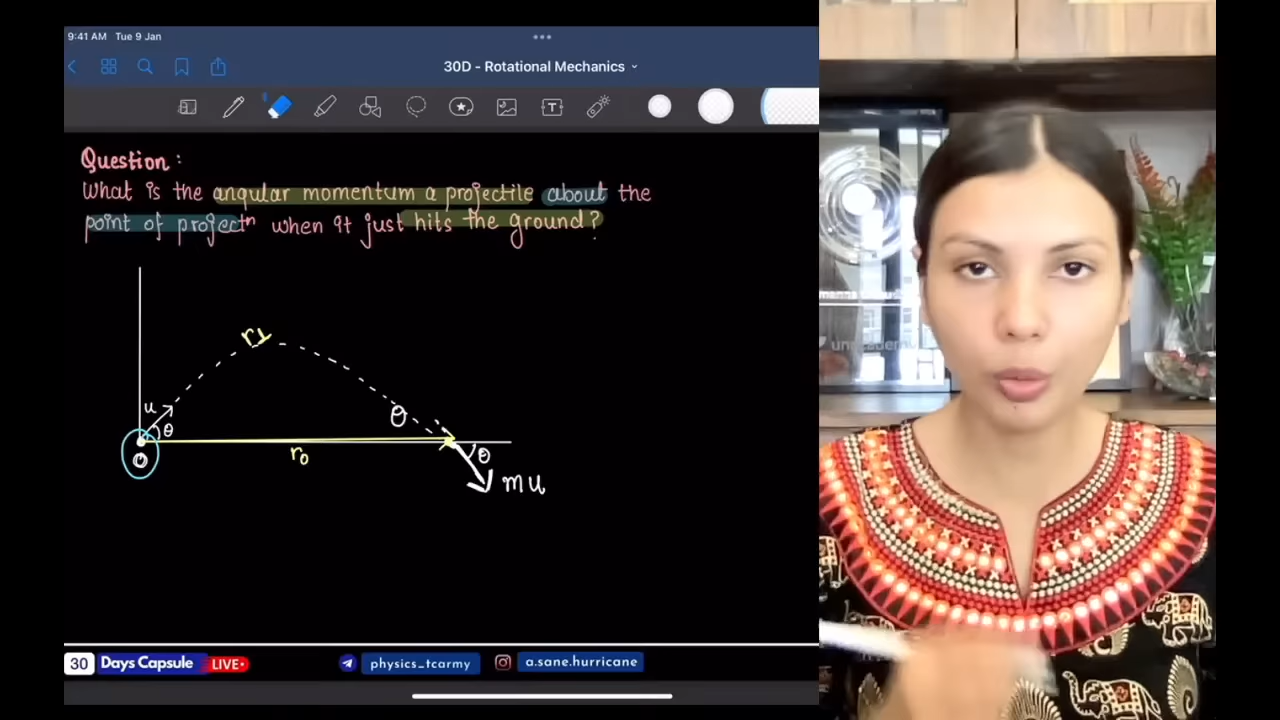 9:41 AM Tue 9 Jan
30D - Rotational Mechanics
T
Question :
What is the angular momentum a projectile about the
point of projectn when it just hits the ground?
r⊥
u
θ
θ
r₀
θ
mu
O
30 Days Capsule LIVE•
physics_tcarmy
a.sane.hurricane